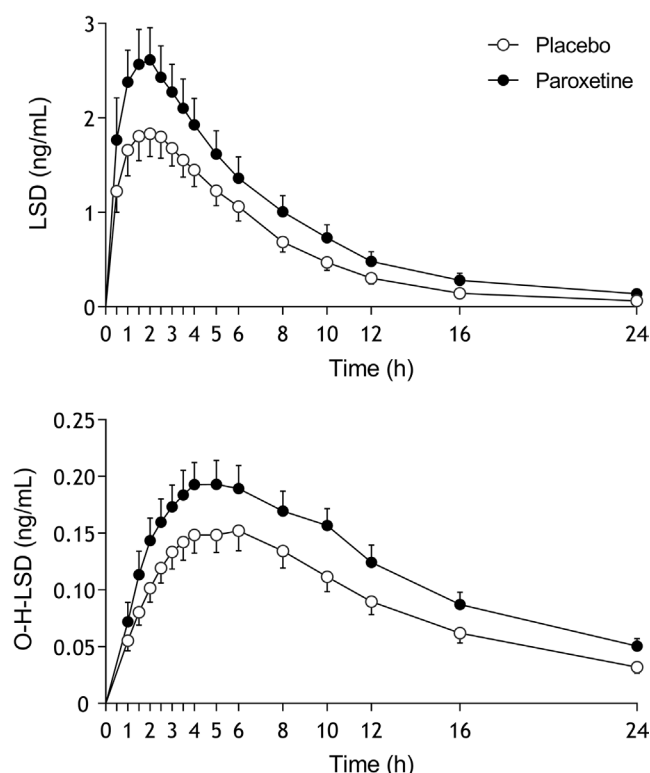 3
Placebo
Paroxetine
2
LSD (ng/mL)
1
0
0 1 2 3 4 5 6 8 10 12 16 24
Time (h)
0.25
0.20
0.15
O-H-LSD (ng/mL)
0.10
0.05
0
0 1 2 3 4 5 6 8 10 12 16 24
Time (h)